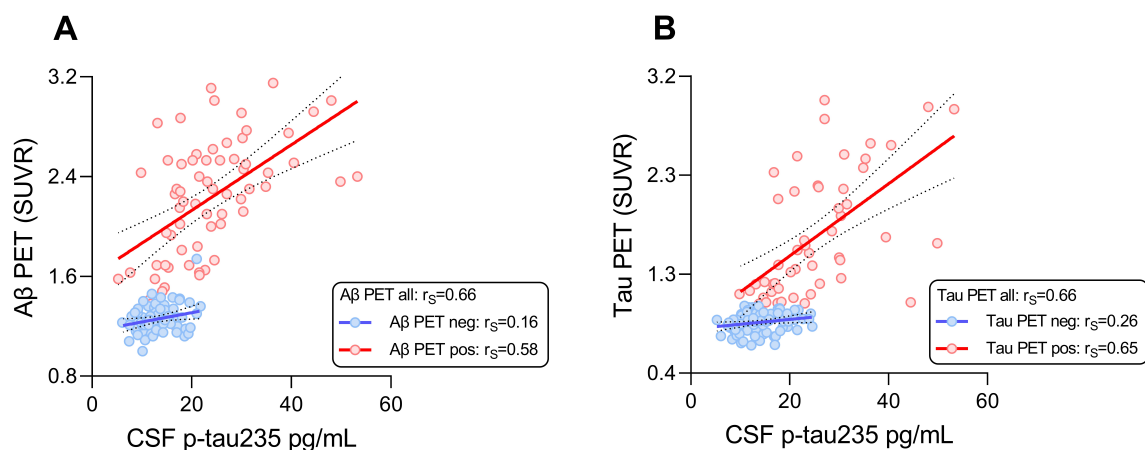 A
Aβ PET (SUVR)
3.2
2.4
1.6
0.8
0
20
40
60
CSF p-tau235 pg/mL
Aβ PET all: rS=0.66
Aβ PET neg: rS=0.16
Aβ PET pos: rS=0.58
B
Tau PET (SUVR)
3.2
2.3
1.3
0.4
0
20
40
60
CSF p-tau235 pg/mL
Tau PET all: rS=0.66
Tau PET neg: rS=0.26
Tau PET pos: rS=0.65